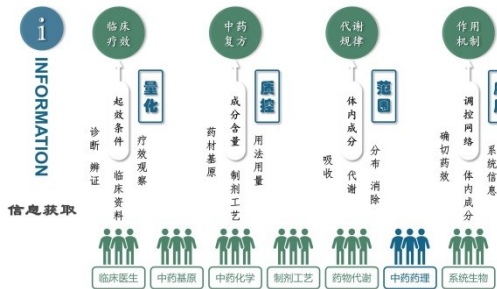 i
INFORMATION
信息获取
临床
疗效
中药
复方
代谢
规律
作用
机制
量化
质控
范围
起效条件
诊断 辨证
临床资料
疗效观察
成分含量
药材基原
制剂工艺
用法用量
体内成分
吸收
代谢
分布 消除
调控网络
确切药效
体内成分
系统信息
临床医生
中药基原
中药化学
制剂工艺
药物代谢
中药药理
系统生物